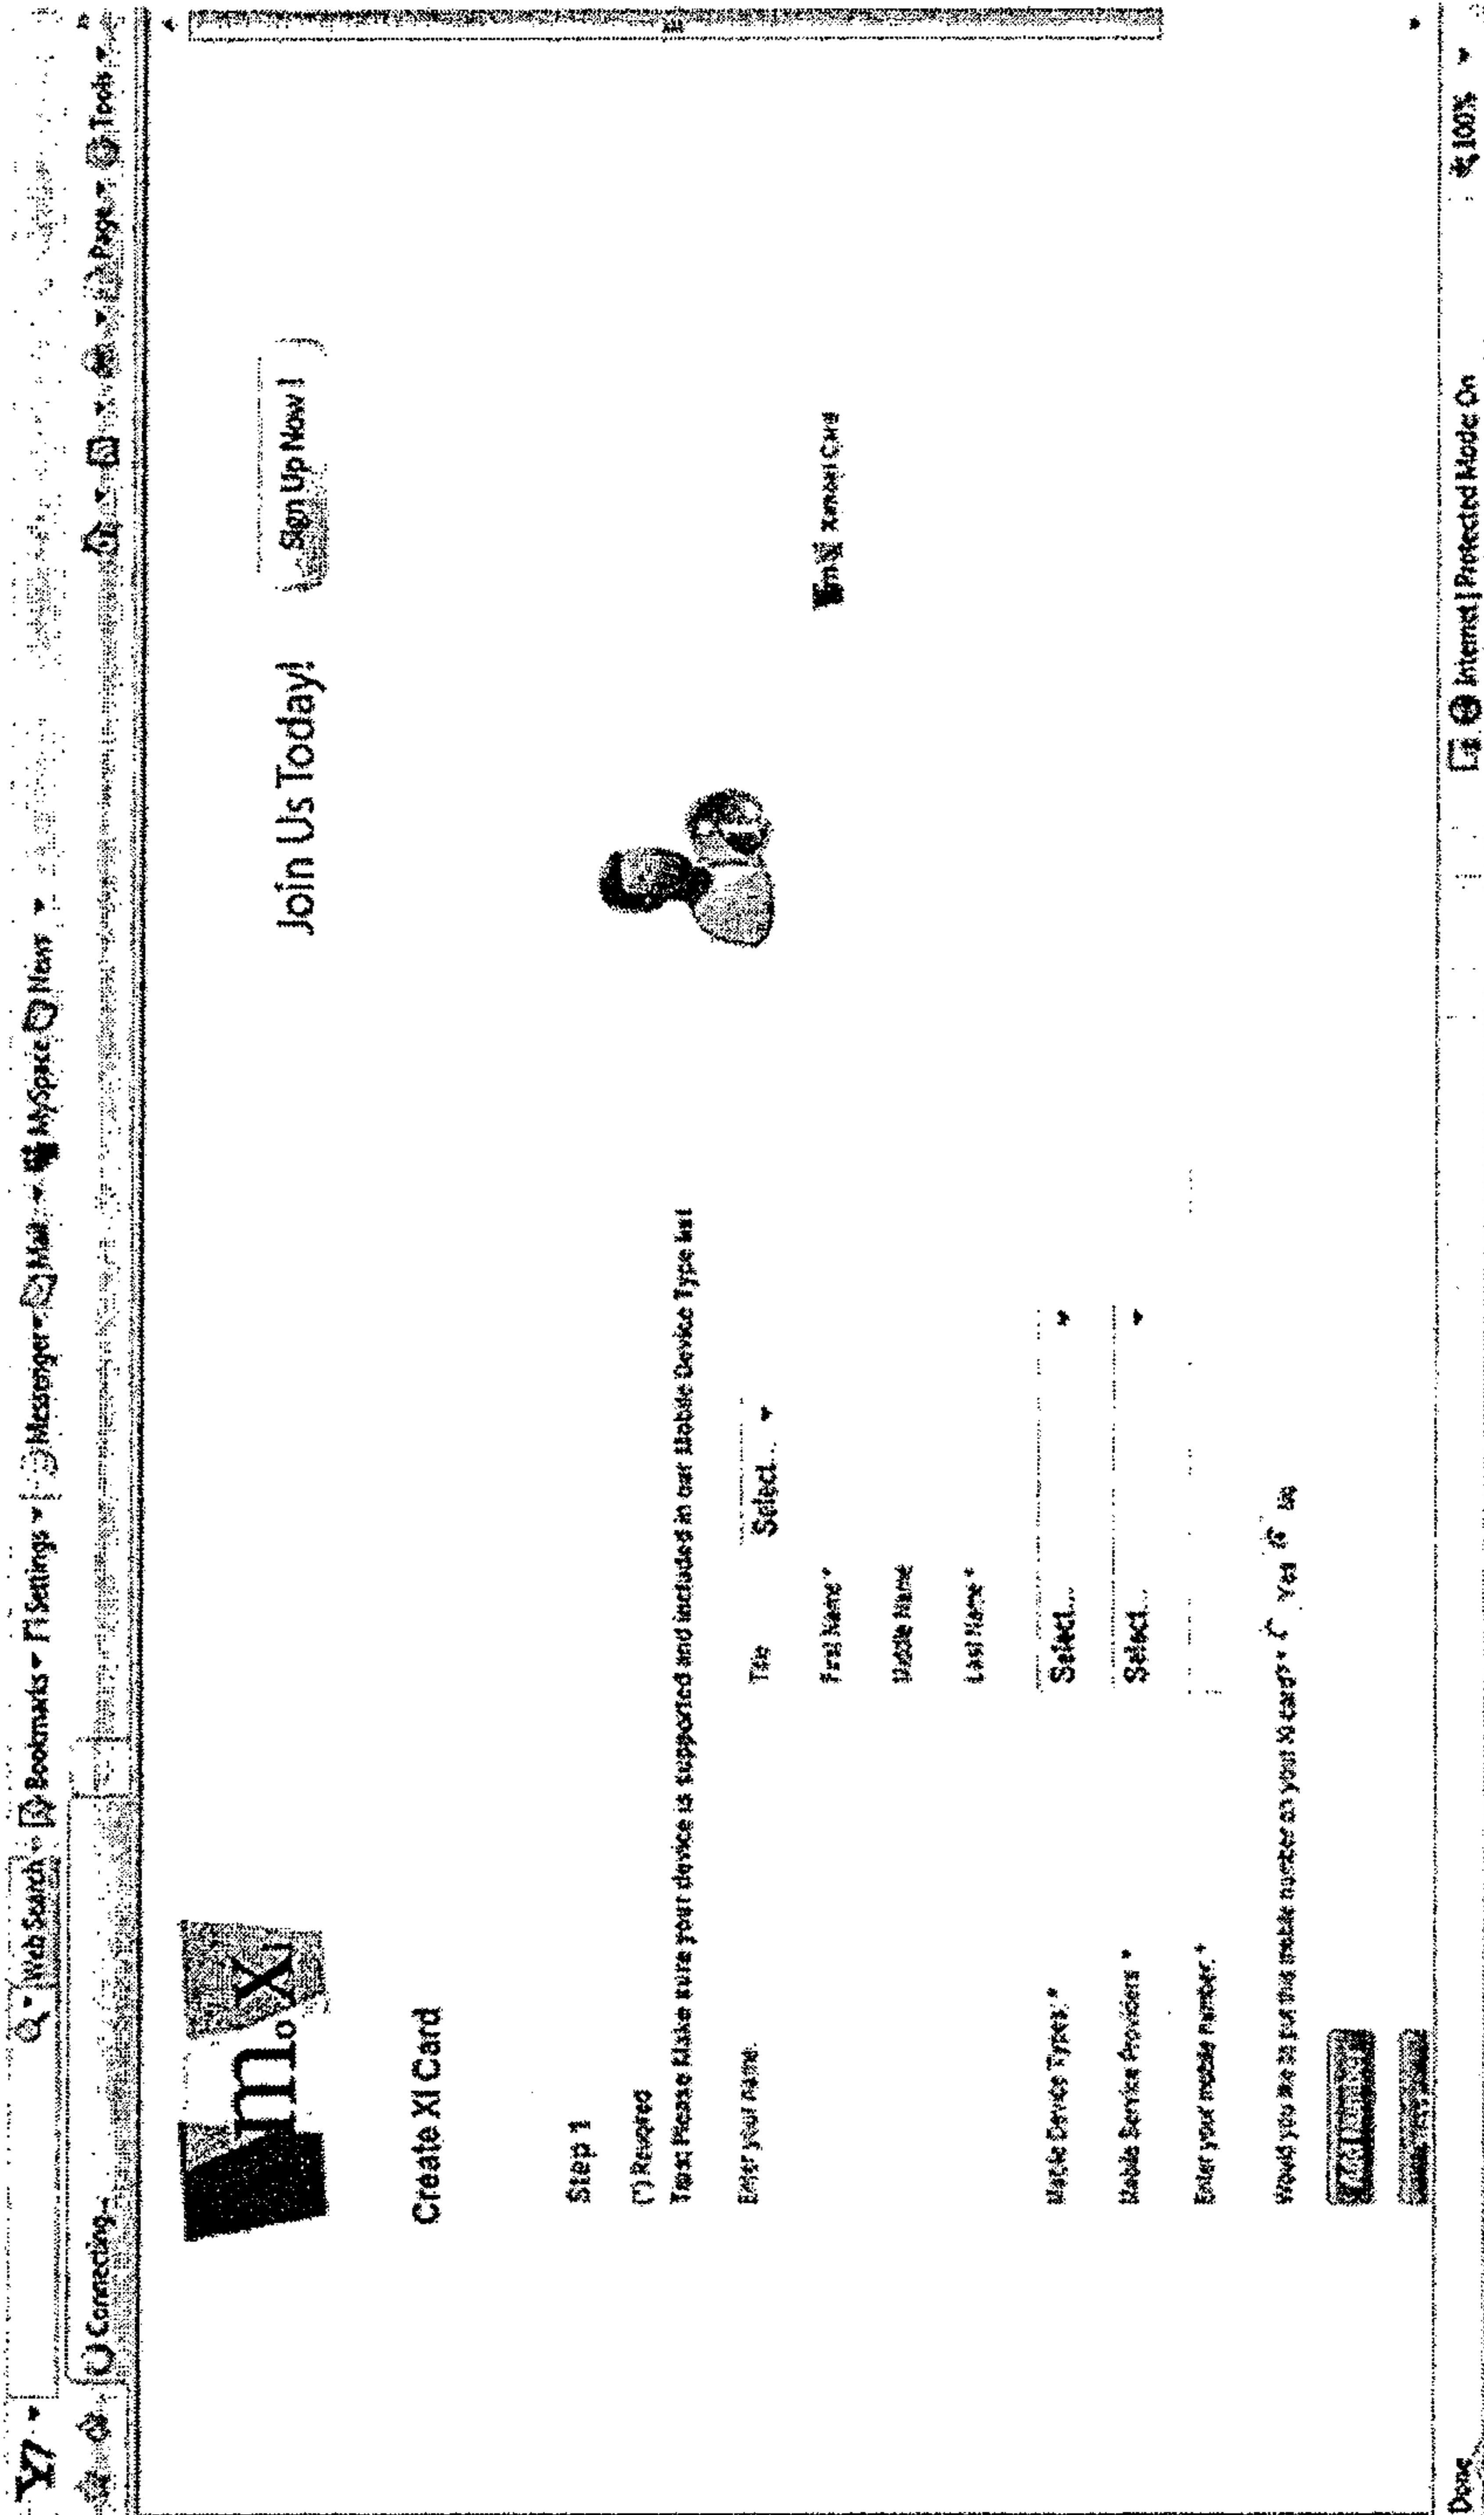 Y! Web Search Bookmarks Settings Messenger Mail MySpace News
Connecting... Page Tools
m.X
Join Us Today! Sign Up Now!
Create XI Card
Step 1
(*) Required
Make sure your device is supported and included in our Mobile Device Type list
Enter your name: Title Select...
First Name*
Middle Name
Last Name*
Mobile Device Types:* Select...
Mobile Service Providers* Select...
Enter your mobile number.*
Would you like to put this mobile number on your XI card?* Yes No
Card
Done Internet | Protected Mode: On 100%